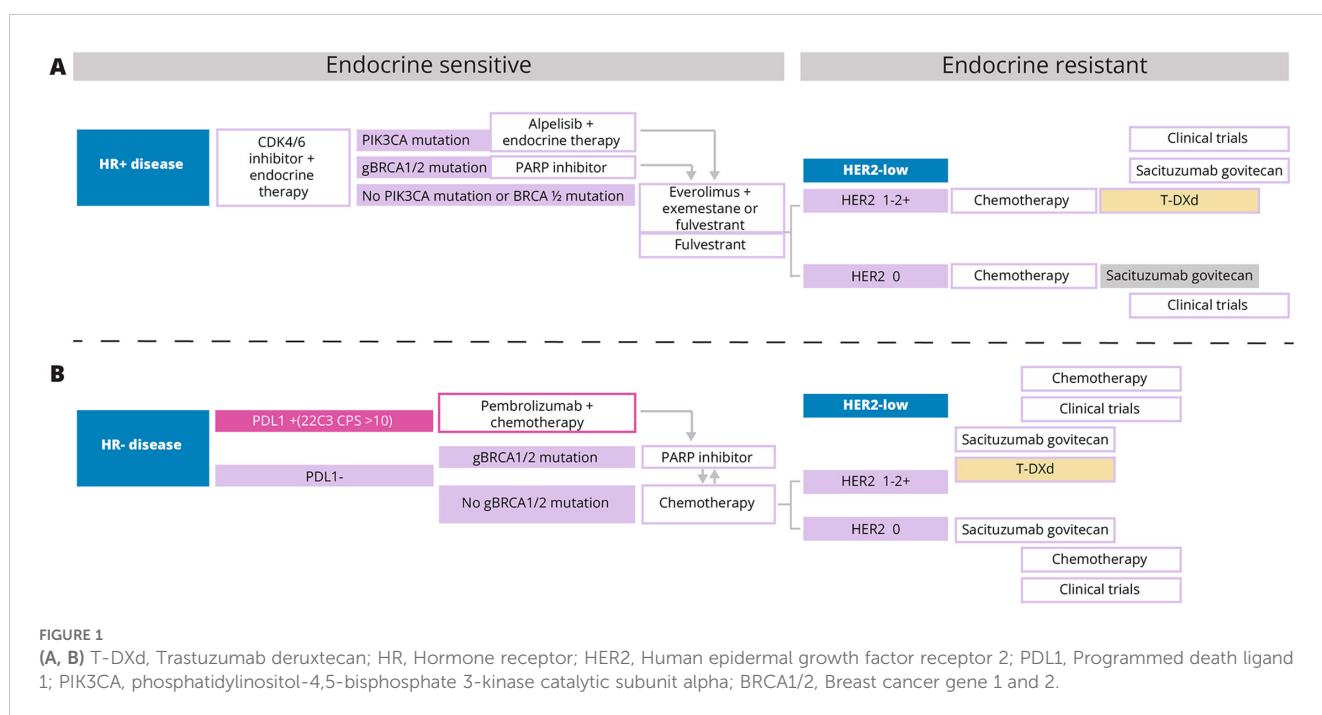 A
Endocrine sensitive
Endocrine resistant
HR+ disease
CDK4/6
inhibitor +
endocrine
therapy
PIK3CA mutation
Alpelisib +
endocrine therapy
gBRCA1/2 mutation
PARP inhibitor
No PIK3CA mutation or BRCA ½ mutation
Everolimus +
exemestane or
fulvestrant
Fulvestrant
HER2-low
HER2 1-2+
Chemotherapy
Clinical trials
Sacituzumab govitecan
T-DXd
HER2 0
Chemotherapy
Sacituzumab govitecan
Clinical trials
B
HR- disease
PDL1 +(22C3 CPS >10)
Pembrolizumab +
chemotherapy
PDL1-
gBRCA1/2 mutation
PARP inhibitor
No gBRCA1/2 mutation
Chemotherapy
HER2-low
HER2 1-2+
Chemotherapy
Clinical trials
Sacituzumab govitecan
T-DXd
HER2 0
Sacituzumab govitecan
Chemotherapy
Clinical trials
FIGURE 1
(A, B) T-DXd, Trastuzumab deruxtecan; HR, Hormone receptor; HER2, Human epidermal growth factor receptor 2; PDL1, Programmed death ligand
1; PIK3CA, phosphatidylinositol-4,5-bisphosphate 3-kinase catalytic subunit alpha; BRCA1/2, Breast cancer gene 1 and 2.